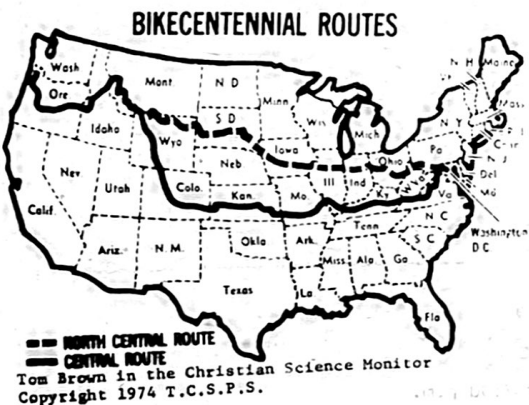 BIKECENTENNIAL ROUTES
Wash
Ore
Idaho
Mont
N D
S D
Minn
Wis
Mich
N Y
N H
Maine
Mass
N J
Del
Md
Wyo
Neb
Iowa
Ill
Ind
Ohio
Pa
Nev
Utah
Colo.
Kan.
Mo.
Ky
Va
Washington
D C
Calif.
Ariz.
N. M.
Okla
Ark.
Tenn
N C
S C
Texas
La
Miss
Ala
Ga
Fla
NORTH CENTRAL ROUTE
CENTRAL ROUTE
Tom Brown in the Christian Science Monitor
Copyright 1974 T.C.S.P.S.